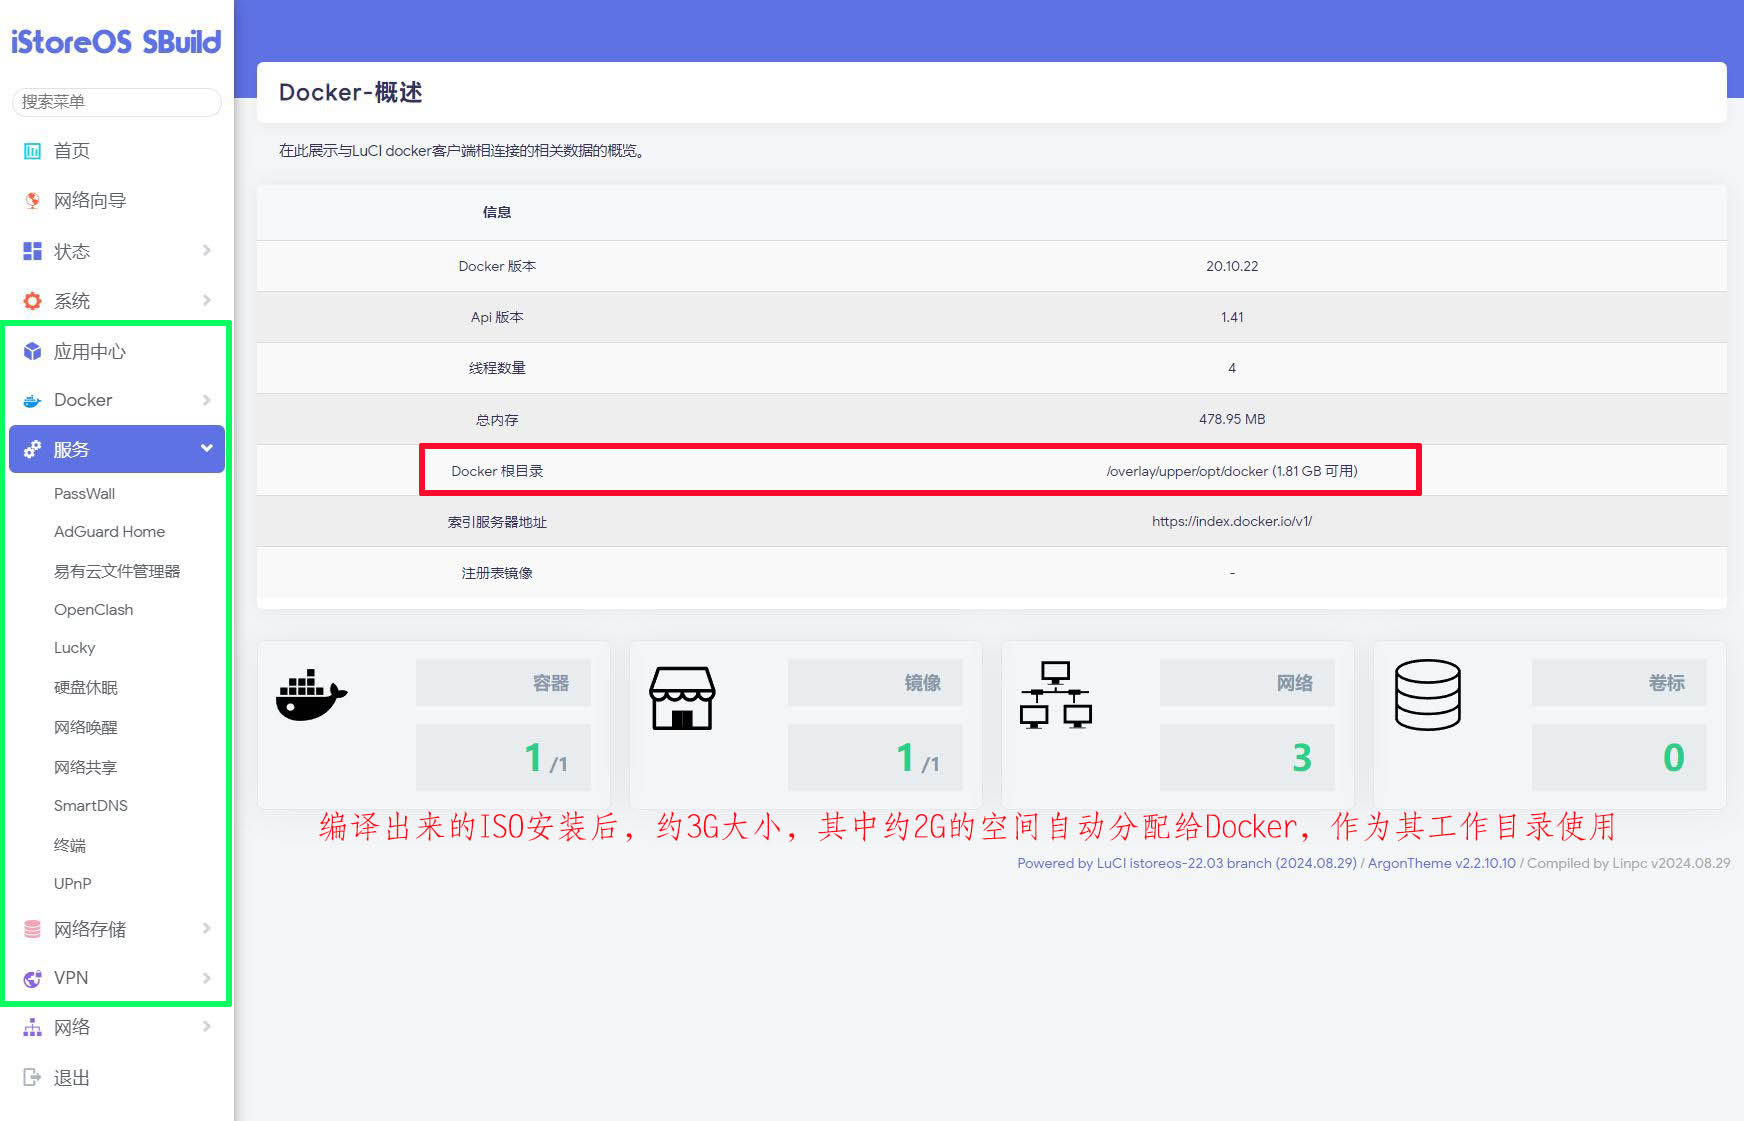 iStoreOS SBuild
搜索菜单
首页
网络向导
状态
系统
应用中心
Docker
服务
PassWall
AdGuard Home
易有云文件管理器
OpenClash
Lucky
硬盘休眠
网络唤醒
网络共享
SmartDNS
终端
UPnP
网络存储
VPN
网络
退出
Docker-概述
在此展示与LuCI docker客户端相连接的相关数据的概览。
信息
Docker 版本 20.10.22
Api 版本 1.41
线程数量 4
总内存 478.95 MB
Docker 根目录 /overlay/upper/opt/docker (1.81 GB 可用)
索引服务器地址 https://index.docker.io/v1/
注册表镜像 -
容器
1 /1
镜像
1 /1
网络
3
卷标
0
编译出来的ISO安装后，约3G大小，其中约2G的空间自动分配给Docker，作为其工作目录使用
Powered by LuCI istoreos-22.03 branch (2024.08.29) / ArgonTheme v2.2.10.10 / Compiled by Linpc v2024.08.29